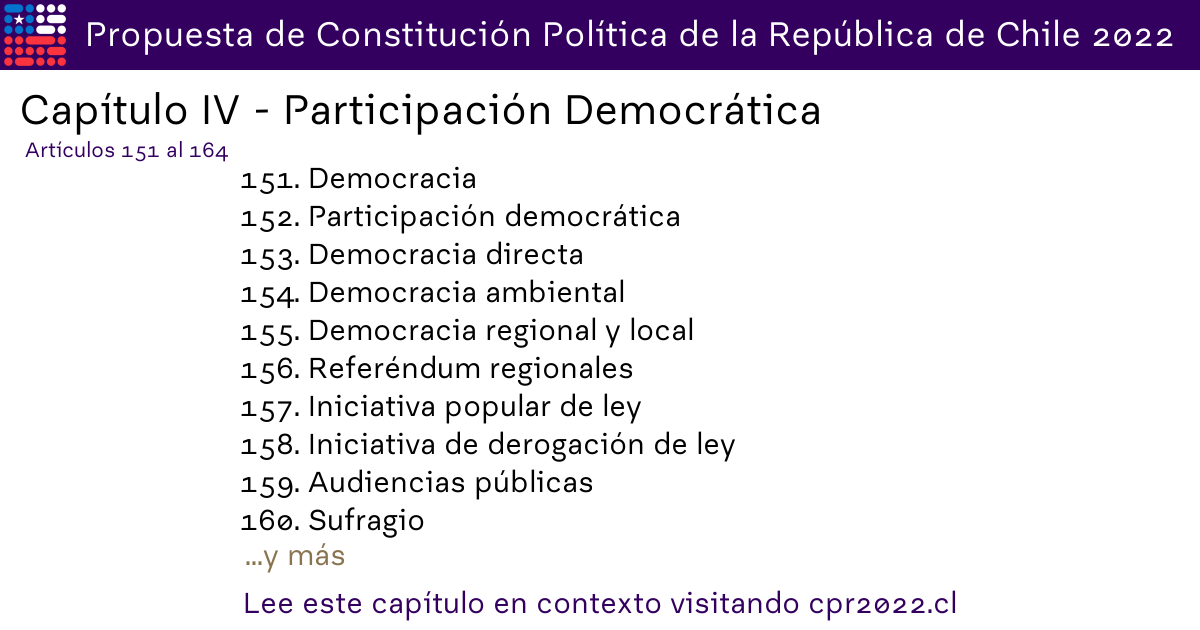 Propuesta de Constitución Política de la República de Chile 2022
Capítulo IV - Participación Democrática
Artículos 151 al 164
151. Democracia
152. Participación democrática
153. Democracia directa
154. Democracia ambiental
155. Democracia regional y local
156. Referéndum regionales
157. Iniciativa popular de ley
158. Iniciativa de derogación de ley
159. Audiencias públicas
160. Sufragio
...y más
Lee este capítulo en contexto visitando cpr2022.cl